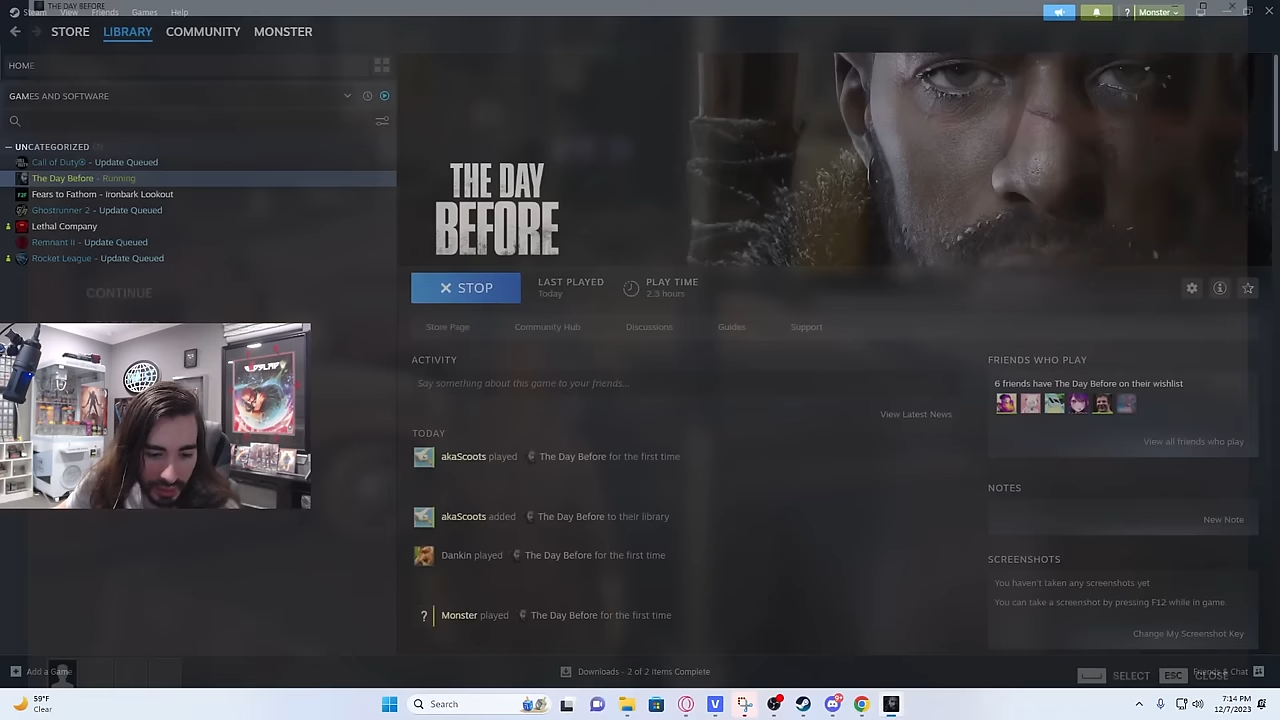 THE DAY BEFORE
Steam View Friends Games Help
? Monster
STORE LIBRARY COMMUNITY MONSTER
HOME
GAMES AND SOFTWARE
— UNCATEGORIZED
Call of Duty® - Update Queued
The Day Before - Running
Fears to Fathom - Ironbark Lookout
Ghostrunner 2 - Update Queued
Lethal Company
Remnant II - Update Queued
Rocket League - Update Queued
CONTINUE
THE DAY
BEFORE
STOP
LAST PLAYED
Today
PLAY TIME
2.3 hours
Store Page Community Hub Discussions Guides Support
ACTIVITY
Say something about this game to your friends...
View Latest News
TODAY
akaScoots played The Day Before for the first time
akaScoots added The Day Before to their library
Dankin played The Day Before for the first time
? Monster played The Day Before for the first time
FRIENDS WHO PLAY
6 friends have The Day Before on their wishlist
View all friends who play
NOTES
New Note
SCREENSHOTS
You haven't taken any screenshots yet
You can take a screenshot by pressing F12 while in game.
Change My Screenshot Key
Add a Game
Downloads - 2 of 2 Items Complete
SELECT ESC CLOSE
Friends & Chat
59°F
Clear
Search
7:14 PM
12/7/2023